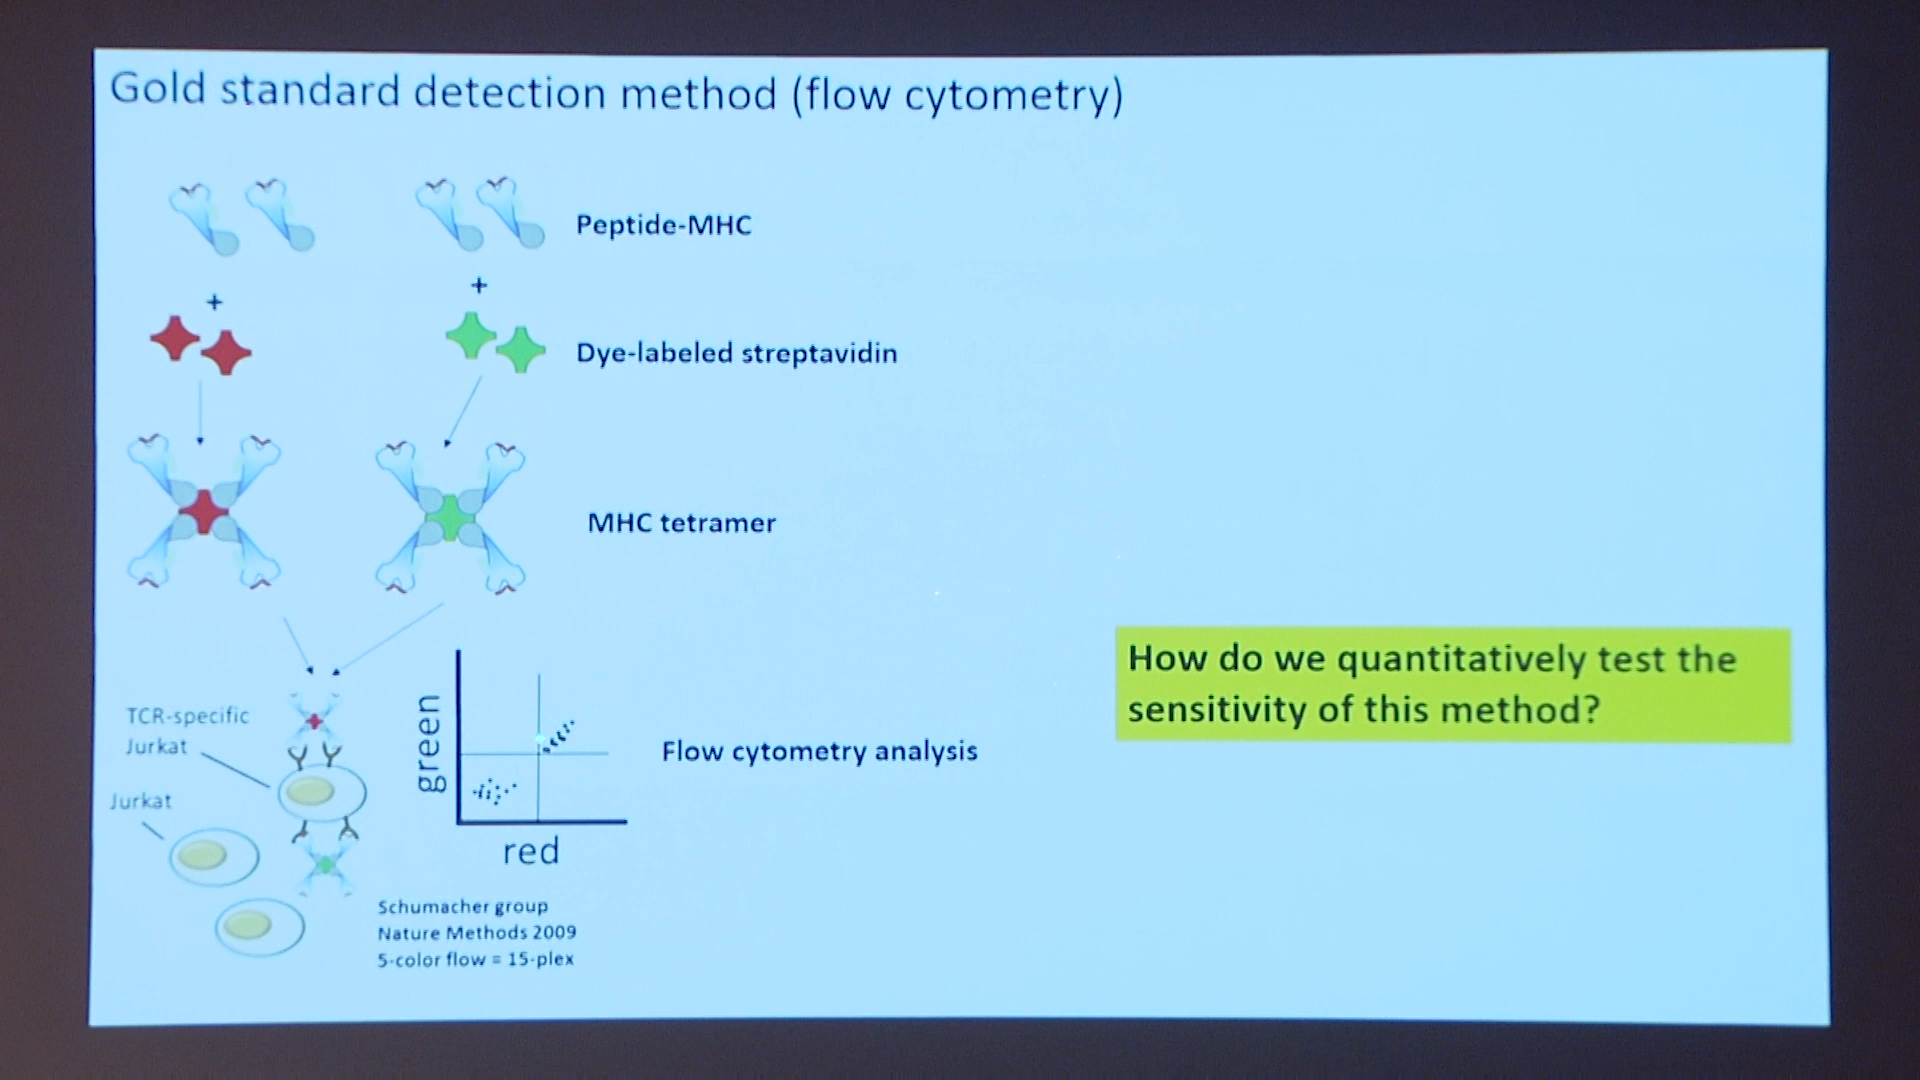 Gold standard detection method (flow cytometry)
Peptide-MHC
+
+
Dye-labeled streptavidin
MHC tetramer
TCR-specific
Jurkat
Jurkat
green
red
Flow cytometry analysis
How do we quantitatively test the
sensitivity of this method?
Schumacher group
Nature Methods 2009
5-color flow = 15-plex